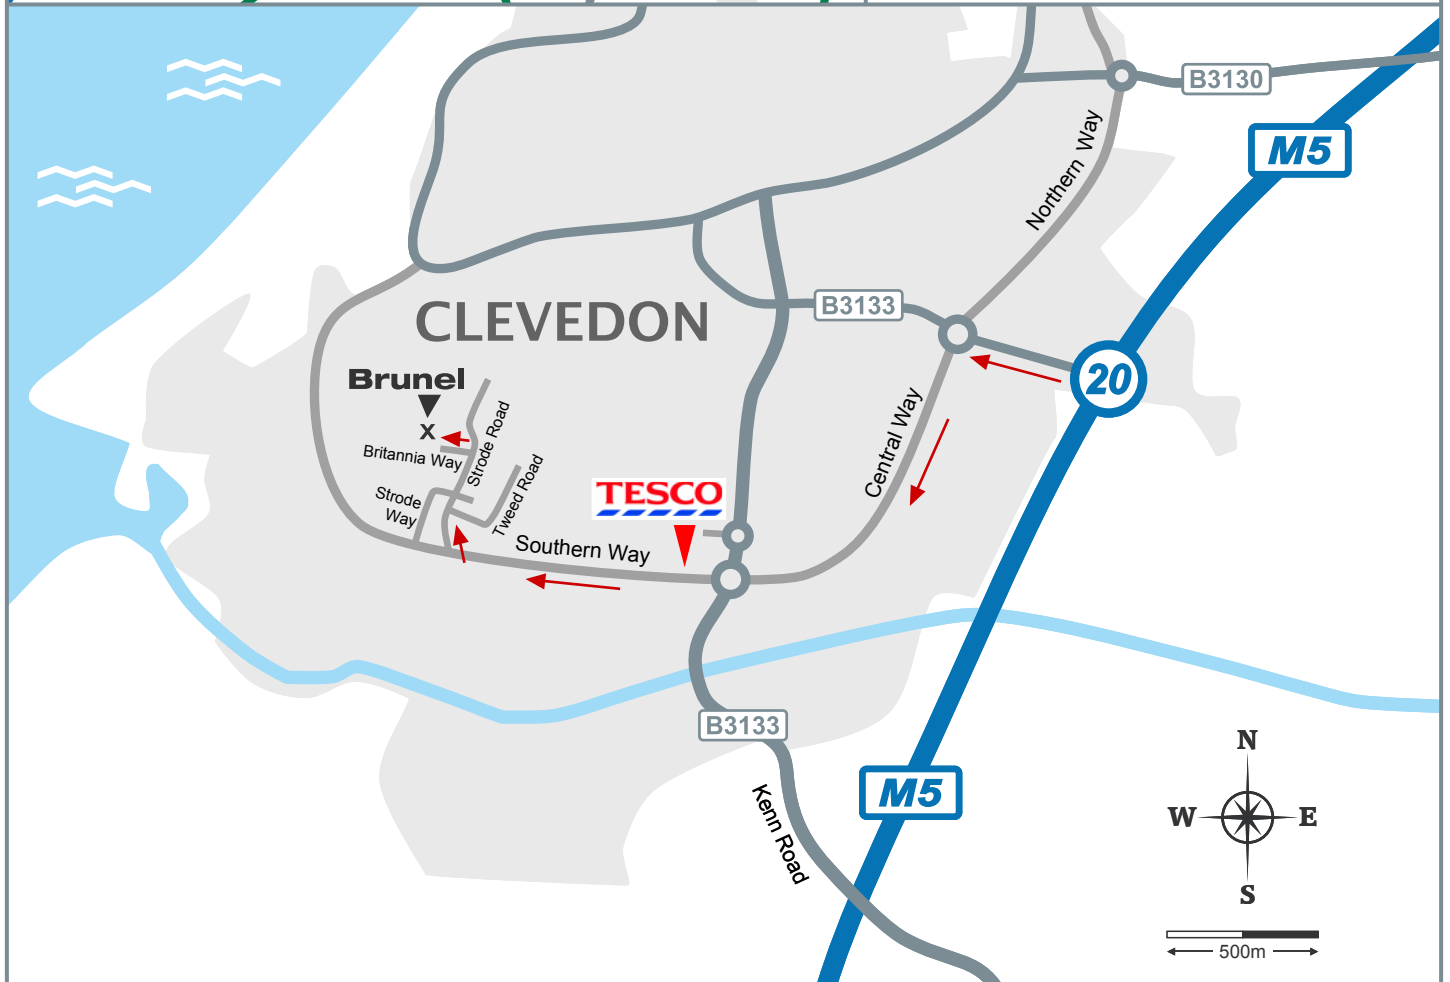 B3130
M5
Northern Way
B3133
CLEVEDON
20
Brunel
X
Strode Road
Britannia Way
Central Way
Tweed Road
Strode
Way
TESCO
Southern Way
B3133
M5
Kenn Road
N
W
E
S
500m